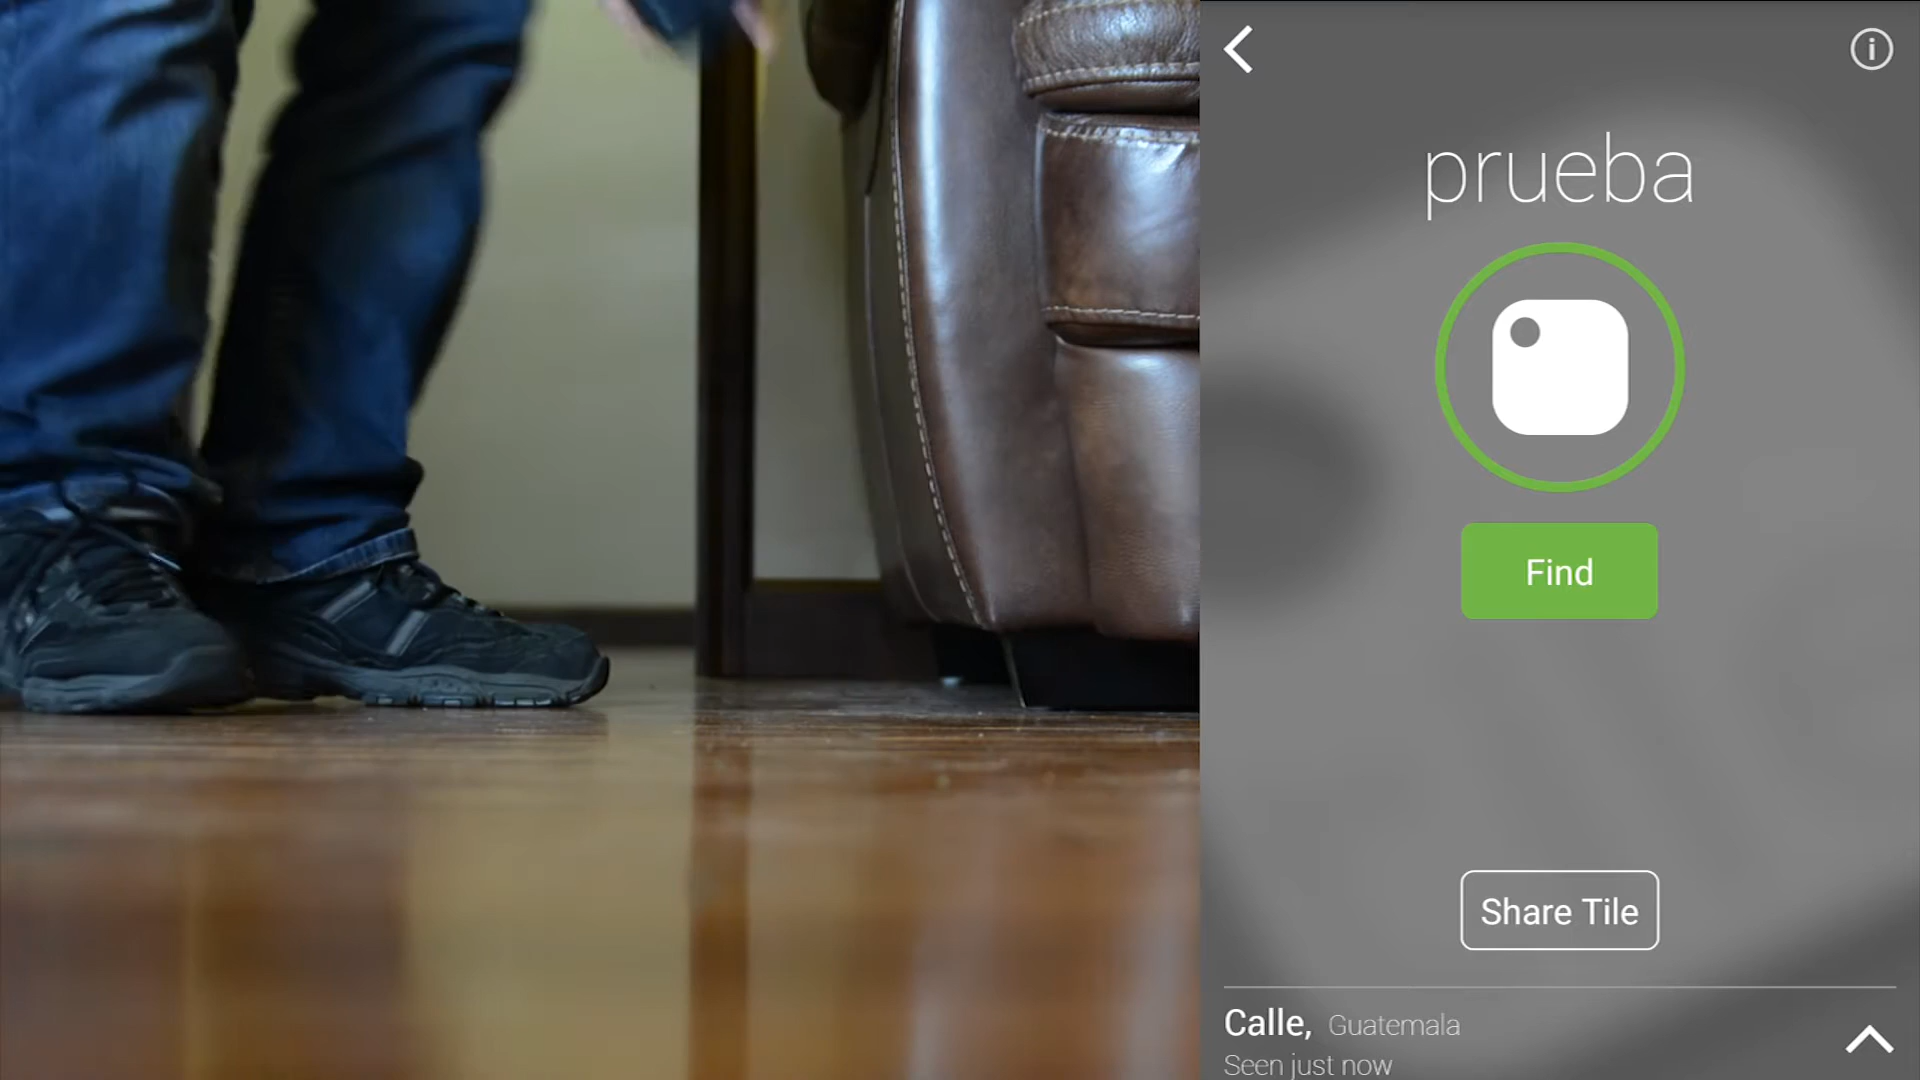 prueba
Find
Share Tile
Calle, Guatemala
Seen just now